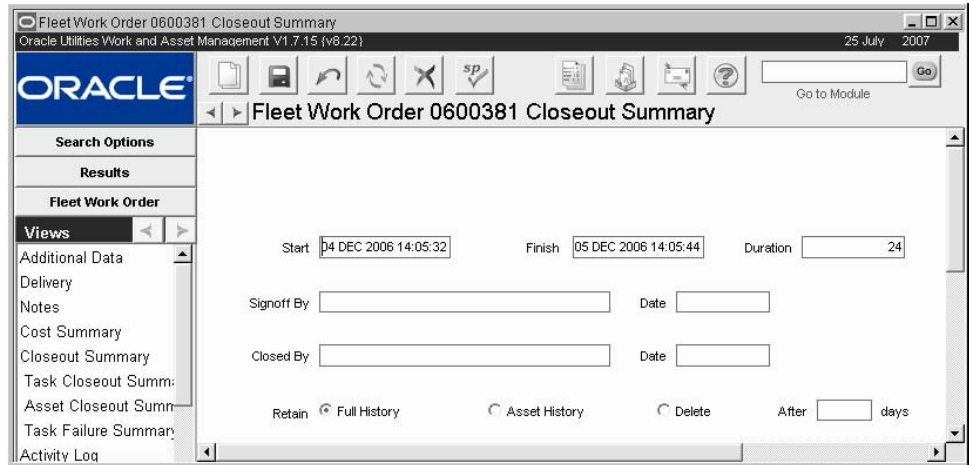 Fleet Work Order 0600381 Closeout Summary
Oracle Utilities Work and Asset Management V1.7.15 {v8.22}
25 July 2007
ORACLE
sp
Go
Go to Module
Fleet Work Order 0600381 Closeout Summary
Search Options
Results
Fleet Work Order
Views
Additional Data
Delivery
Notes
Cost Summary
Closeout Summary
Task Closeout Summ
Asset Closeout Summ
Task Failure Summary
Activity Log
Start 04 DEC 2006 14:05:32 Finish 05 DEC 2006 14:05:44 Duration 24
Signoff By Date
Closed By Date
Retain Full History Asset History Delete After days